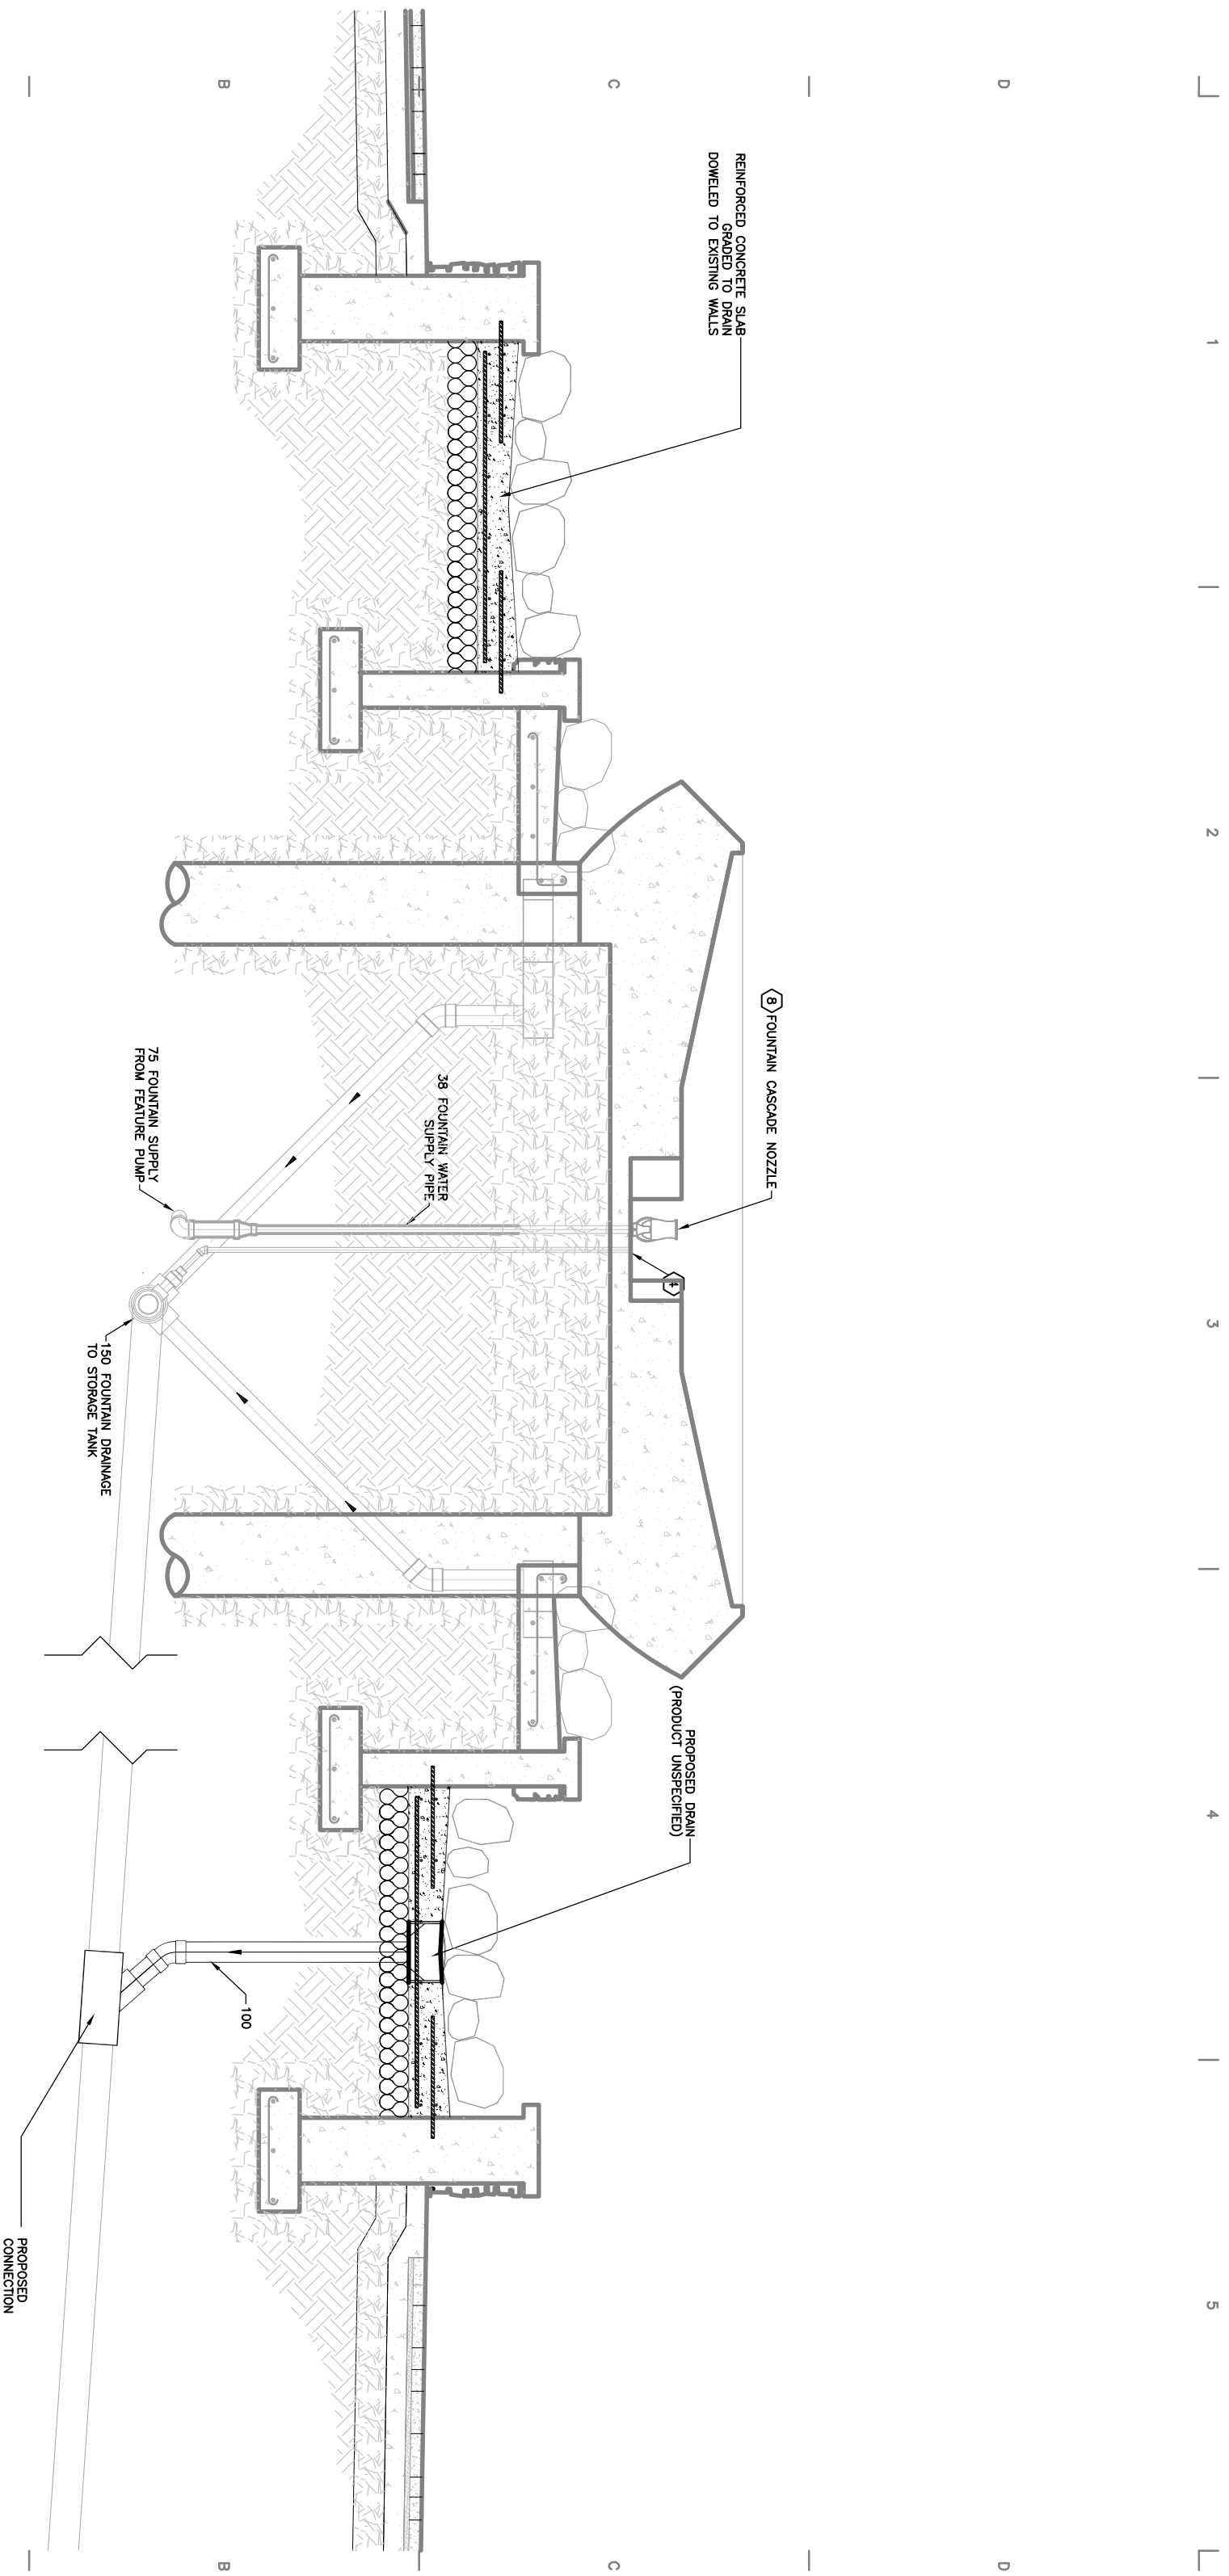 D
D
1
2
3
4
5
C
C
B
B
REINFORCED CONCRETE SLAB
GRADED TO DRAIN
DOWELED TO EXISTING WALLS
8 FOUNTAIN CASCADE NOZZLE
PROPOSED DRAIN
(PRODUCT UNSPECIFIED)
38 FOUNTAIN WATER
SUPPLY PIPE
75 FOUNTAIN SUPPLY
FROM FEATURE PUMP
150 FOUNTAIN DRAINAGE
TO STORAGE TANK
100
PROPOSED
CONNECTION